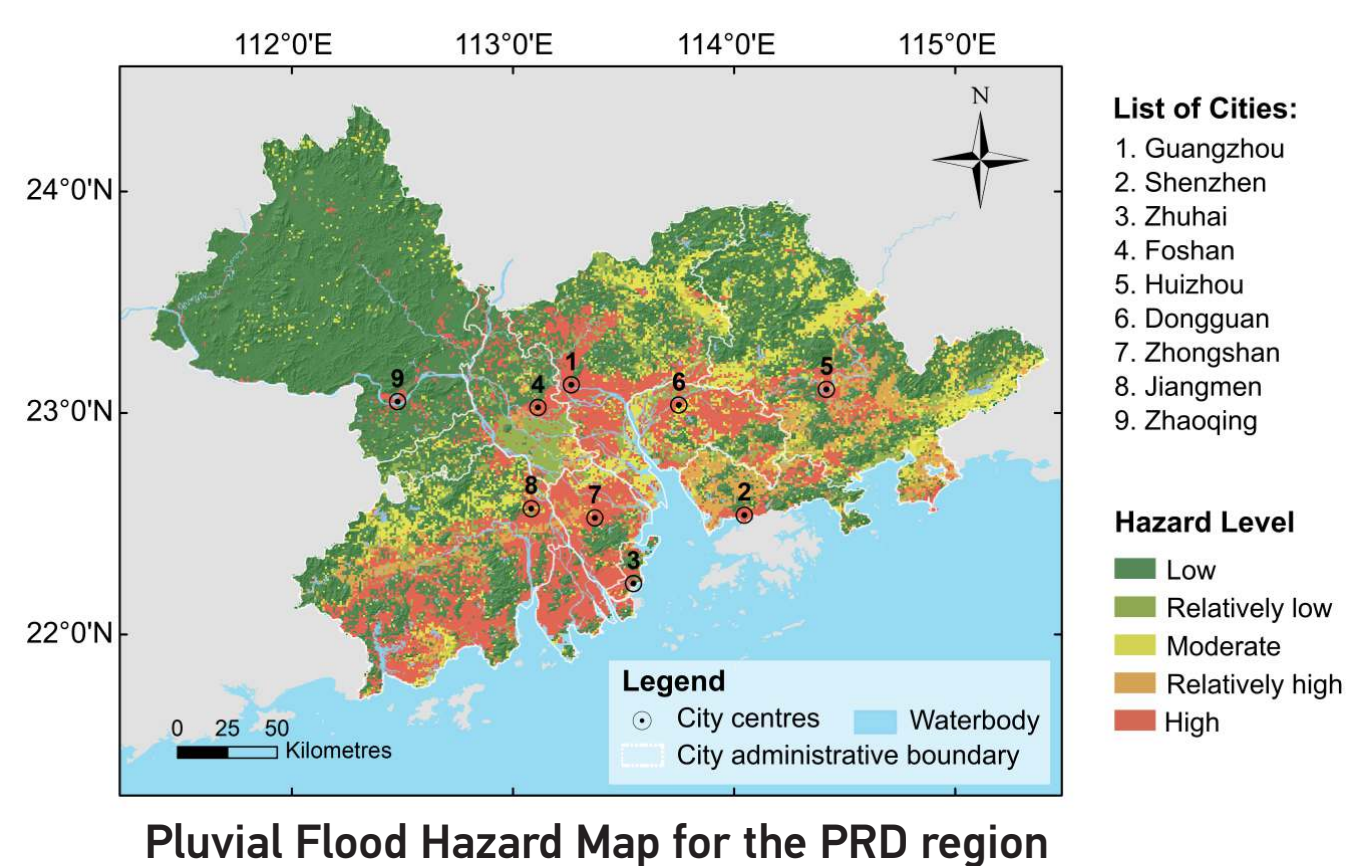 112°0'E 113°0'E 114°0'E 115°0'E
24°0'N
23°0'N
22°0'N
N
1
2
3
4
5
6
7
8
9
0 25 50
Kilometres
Legend
City centres
Waterbody
City administrative boundary
List of Cities:
1. Guangzhou
2. Shenzhen
3. Zhuhai
4. Foshan
5. Huizhou
6. Dongguan
7. Zhongshan
8. Jiangmen
9. Zhaoqing
Hazard Level
Low
Relatively low
Moderate
Relatively high
High
Pluvial Flood Hazard Map for the PRD region